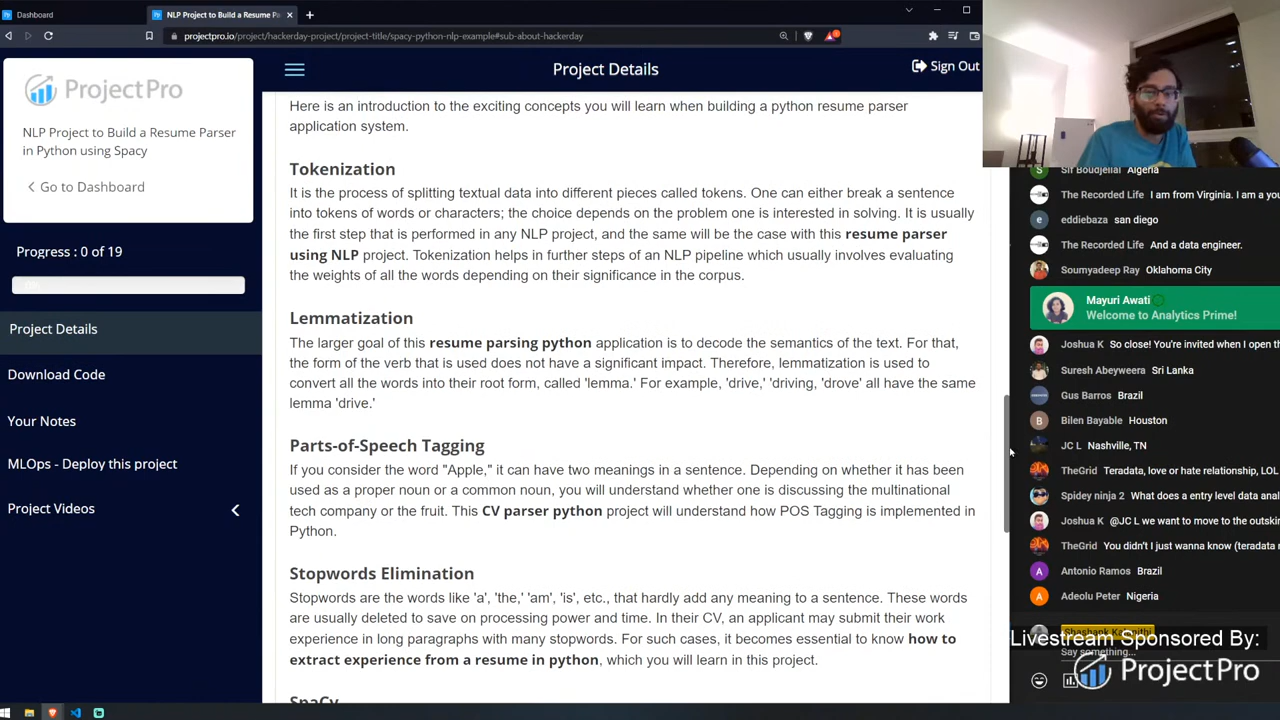 Dashboard
NLP Project to Build a Resume Pa
projectpro.io/project/hackerday-project/project-title/spacy-python-nlp-example#sub-about-hackerday
ProjectPro
NLP Project to Build a Resume Parser
in Python using Spacy
Go to Dashboard
Progress : 0 of 19
Project Details
Download Code
Your Notes
MLOps - Deploy this project
Project Videos
Project Details
Sign Out
Here is an introduction to the exciting concepts you will learn when building a python resume parser
application system.
Tokenization
It is the process of splitting textual data into different pieces called tokens. One can either break a sentence
into tokens of words or characters; the choice depends on the problem one is interested in solving. It is usually
the first step that is performed in any NLP project, and the same will be the case with this resume parser
using NLP project. Tokenization helps in further steps of an NLP pipeline which usually involves evaluating
the weights of all the words depending on their significance in the corpus.
Lemmatization
The larger goal of this resume parsing python application is to decode the semantics of the text. For that,
the form of the verb that is used does not have a significant impact. Therefore, lemmatization is used to
convert all the words into their root form, called 'lemma.' For example, 'drive,' 'driving, 'drove' all have the same
lemma 'drive.'
Parts-of-Speech Tagging
If you consider the word "Apple," it can have two meanings in a sentence. Depending on whether it has been
used as a proper noun or a common noun, you will understand whether one is discussing the multinational
tech company or the fruit. This CV parser python project will understand how POS Tagging is implemented in
Python.
Stopwords Elimination
Stopwords are the words like 'a', 'the,' 'am', 'is', etc., that hardly add any meaning to a sentence. These words
are usually deleted to save on processing power and time. In their CV, an applicant may submit their work
experience in long paragraphs with many stopwords. For such cases, it becomes essential to know how to
extract experience from a resume in python, which you will learn in this project.
SpaCy
Sir Boudjellal Algeria
The Recorded Life I am from Virginia. I am a you
eddiebaza san diego
The Recorded Life And a data engineer.
Soumyadeep Ray Oklahoma City
Mayuri Awati
Welcome to Analytics Prime!
Joshua K So close! You're invited when I open th
Suresh Abeyweera Sri Lanka
Gus Barros Brazil
Bilen Bayable Houston
JC L Nashville, TN
TheGrid Teradata, love or hate relationship, LOL
Spidey ninja 2 What does a entry level data anal
Joshua K @JC L we want to move to the outskir
TheGrid You didn't I just wanna know (teradata r
Antonio Ramos Brazil
Adeolu Peter Nigeria
Livestream Sponsored By:
Say something...
ProjectPro